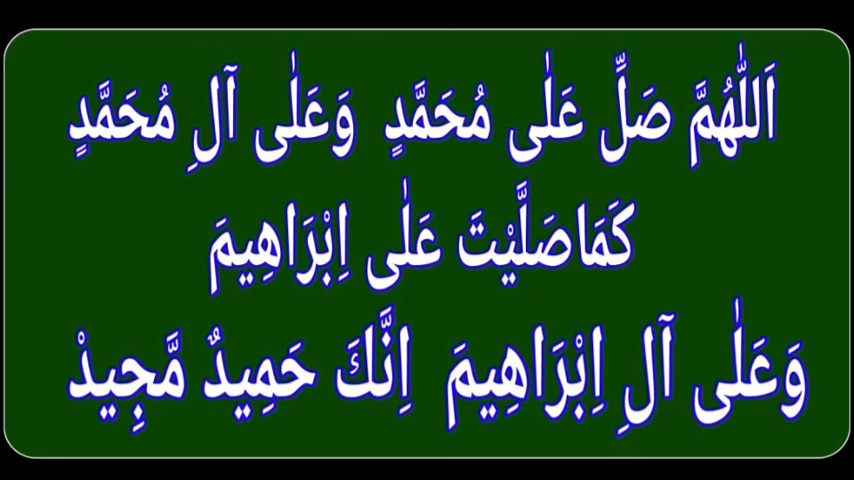 اَللّٰهُمَّ صَلِّ عَلٰى مُحَمَّدٍ وَعَلٰى آلِ مُحَمَّدٍ
كَمَاصَلَّيْتَ عَلٰى اِبْرَاهِيمَ
وَعَلٰى آلِ اِبْرَاهِيمَ اِنَّكَ حَمِيدٌ مَّجِيدْ